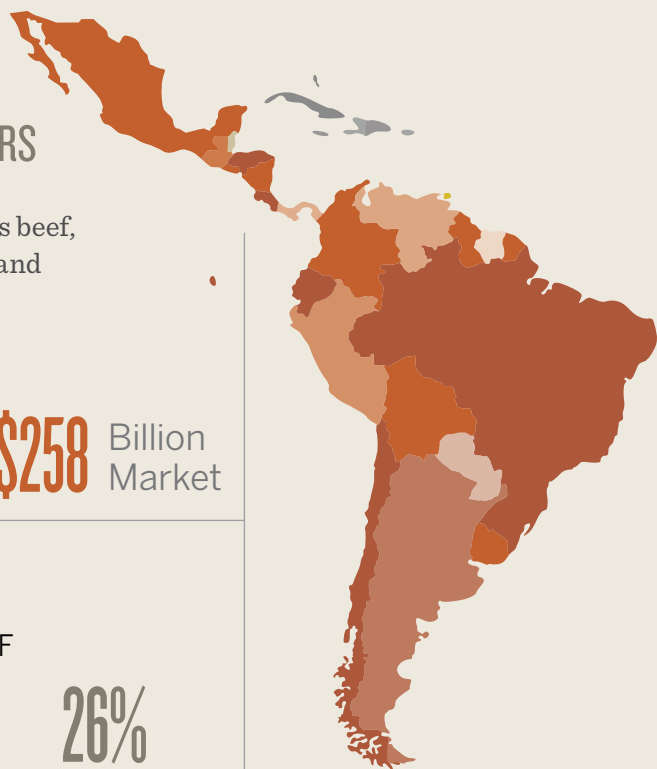 RS
s beef,
and
$258 Billion
Market
F
26%